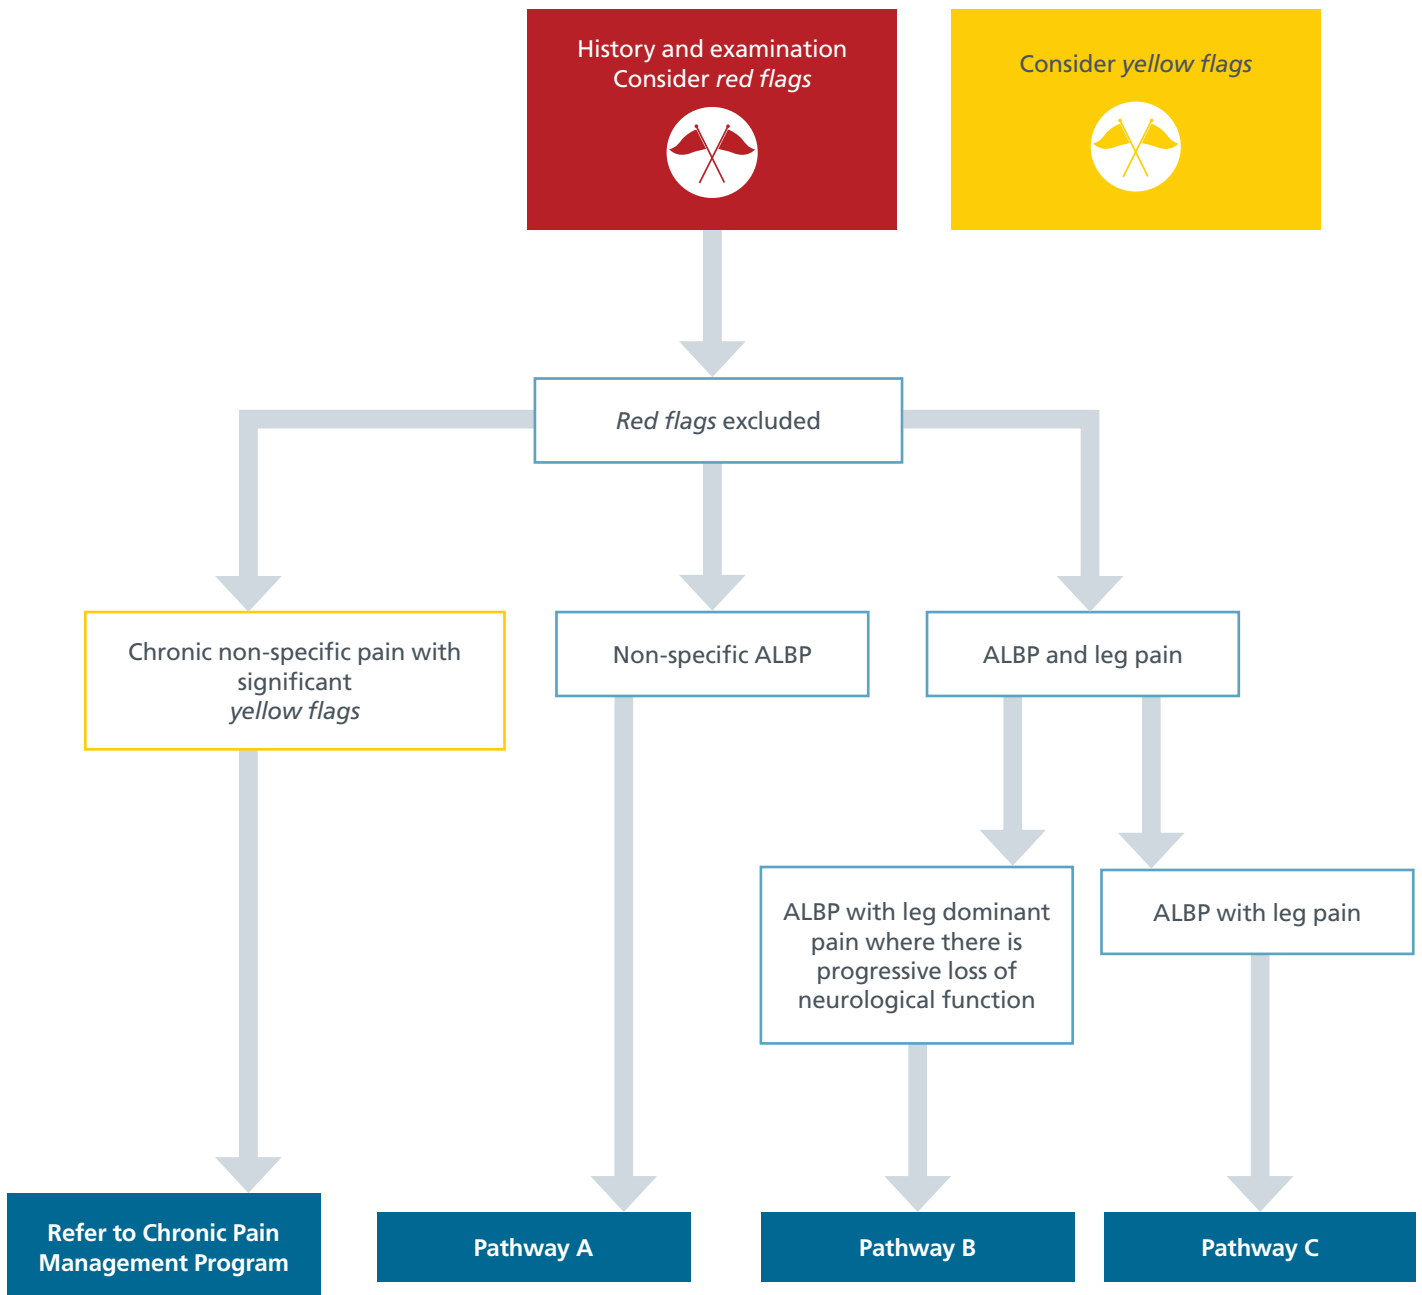 History and examination
Consider red flags
Consider yellow flags
Red flags excluded
Chronic non-specific pain with
significant
yellow flags
Non-specific ALBP
ALBP and leg pain
ALBP with leg dominant
pain where there is
progressive loss of
neurological function
ALBP with leg pain
Refer to Chronic Pain
Management Program
Pathway A
Pathway B
Pathway C